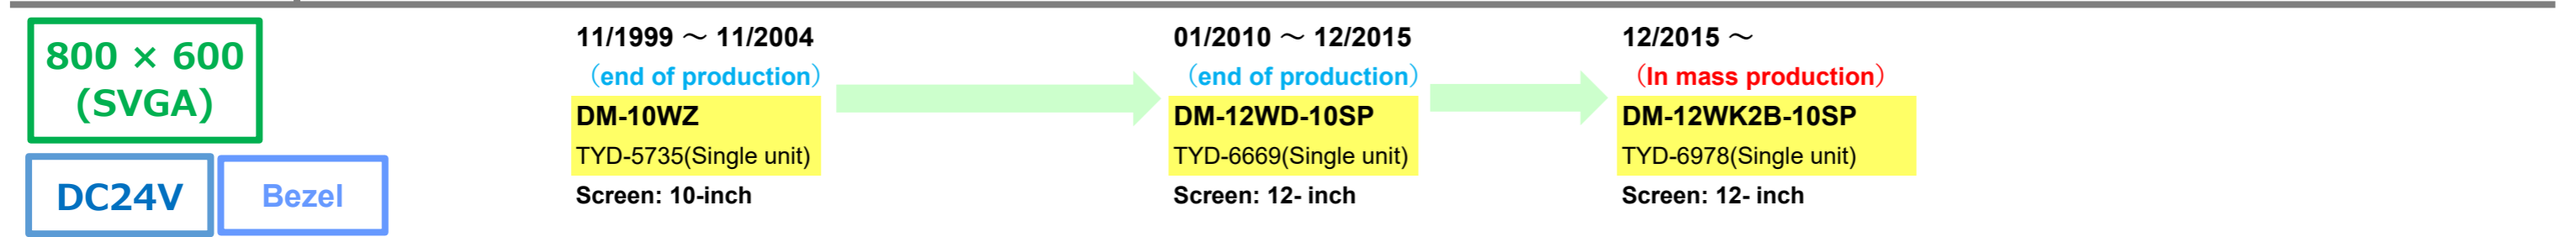 800 × 600
(SVGA)
DC24V
Bezel
11/1999 ～ 11/2004
（end of production）
DM-10WZ
TYD-5735(Single unit)
Screen: 10-inch
01/2010 ～ 12/2015
（end of production）
DM-12WD-10SP
TYD-6669(Single unit)
Screen: 12- inch
12/2015 ～
（In mass production）
DM-12WK2B-10SP
TYD-6978(Single unit)
Screen: 12- inch